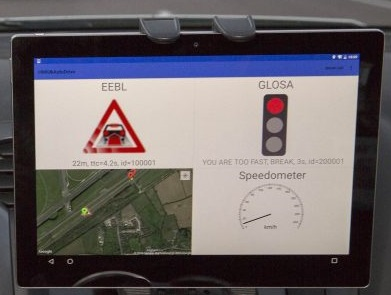 EEBL
GLOSA
22m, ttc=4.2s, id=100001
YOU ARE TOO FAST, BREAK, 3s, id=200001
Speedometer
Google
km/h